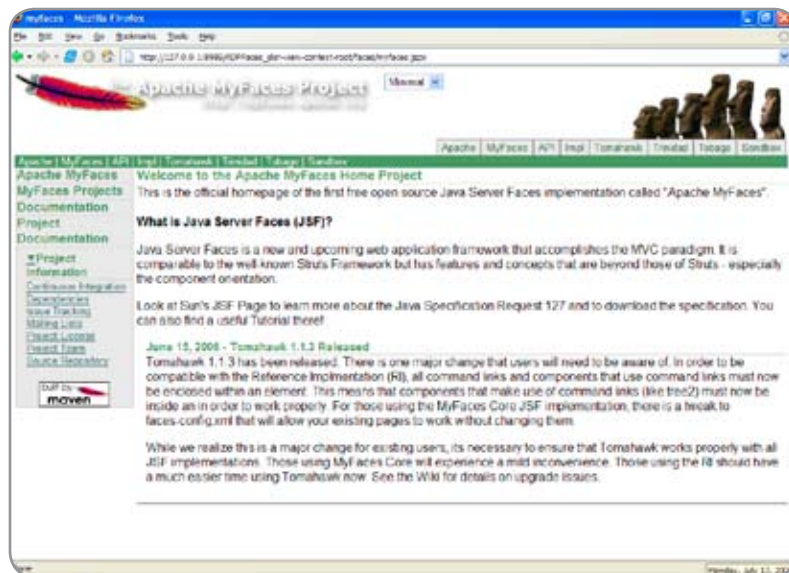 myfaces - Mozilla Firefox
File Edit View Go Bookmarks Tools Help
Apache MyFaces Project
Minimal
Apache MyFaces API Impl Tomahawk Trinidad Tobago Sandbox
Apache | MyFaces | API | Impl | Tomahawk | Trinidad | Tobago | Sandbox
Apache MyFaces
MyFaces Projects
Documentation
Project
Documentation
Project
Information
Continuous Integration
Dependencies
Issue Tracking
Mailing Lists
Project License
Project Team
Source Repository
built by
maven
Welcome to the Apache MyFaces Home Project
This is the official homepage of the first free open source Java Server Faces implementation called "Apache MyFaces".
What is Java Server Faces (JSF)?
Java Server Faces is a new and upcoming web application framework that accomplishes the MVC paradigm. It is
comparable to the well-known Struts Framework but has features and concepts that are beyond those of Struts - especially
the component orientation.
Look at Sun's JSF Page to learn more about the Java Specification Request 127 and to download the specification. You
can also find a useful Tutorial there!
June 15, 2006 - Tomahawk 1.1.3 Released
Tomahawk 1.1.3 has been released. There is one major change that users will need to be aware of. In order to be
compatible with the Reference Implmentation (RI), all command links and components that use command links must now
be enclosed within an element. This means that components that make use of command links (like tree2) must now be
inside an in order to work properly. For those using the MyFaces Core JSF implementation, there is a tweak to
faces-config.xml that will allow your existing pages to work without changing them.
While we realize this is a major change for existing users, its necessary to ensure that Tomahawk works properly with all
JSF implementations. Those using MyFaces Core will experience a mild inconvenience. Those using the RI should have
a much easier time using Tomahawk now. See the Wiki for details on upgrade issues.